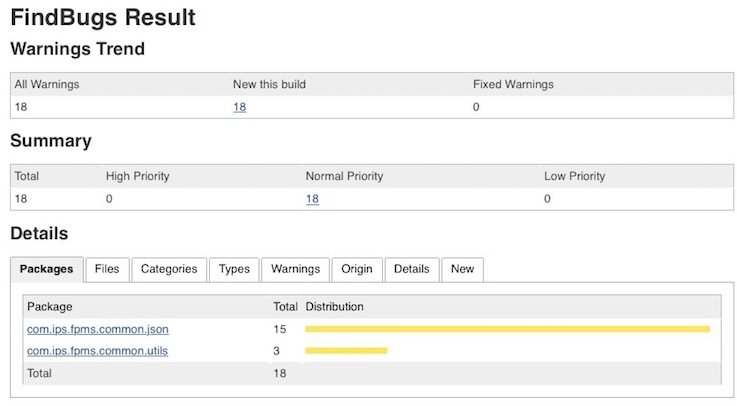 FindBugs Result
Warnings Trend
All Warnings New this build Fixed Warnings
18 18 0
Summary
Total High Priority Normal Priority Low Priority
18 0 18 0
Details
Packages Files Categories Types Warnings Origin Details New
Package Total Distribution
com.ips.fpms.common.json 15
com.ips.fpms.common.utils 3
Total 18